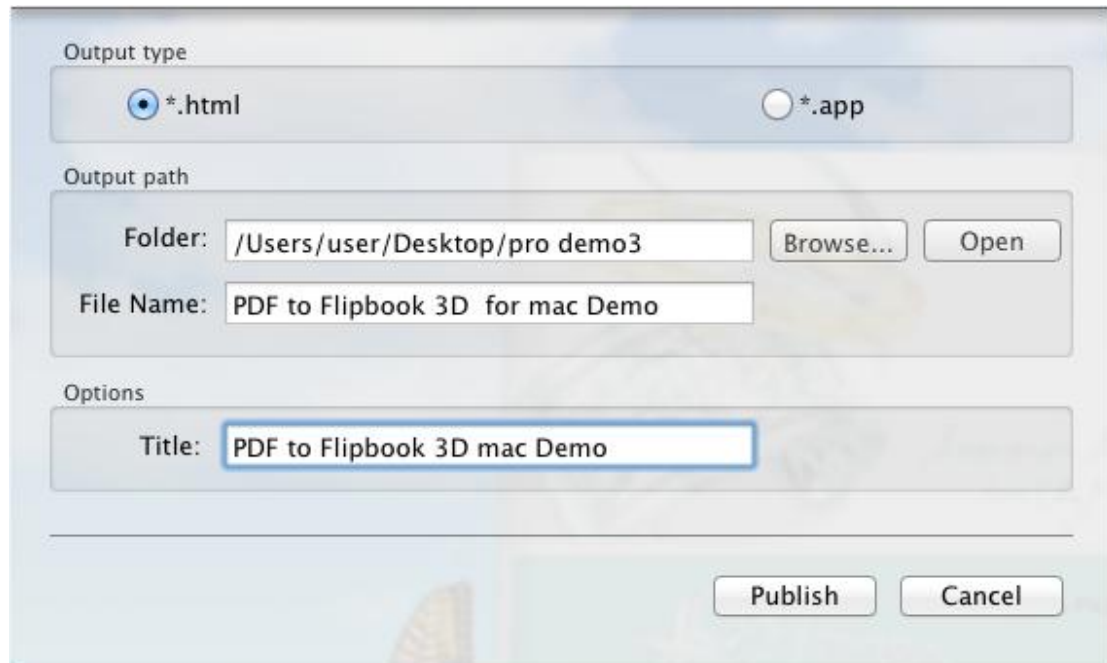 Output type
*.html *.app
Output path
Folder: /Users/user/Desktop/pro demo3 Browse... Open
File Name: PDF to Flipbook 3D  for mac Demo
Options
Title: PDF to Flipbook 3D mac Demo
Publish Cancel